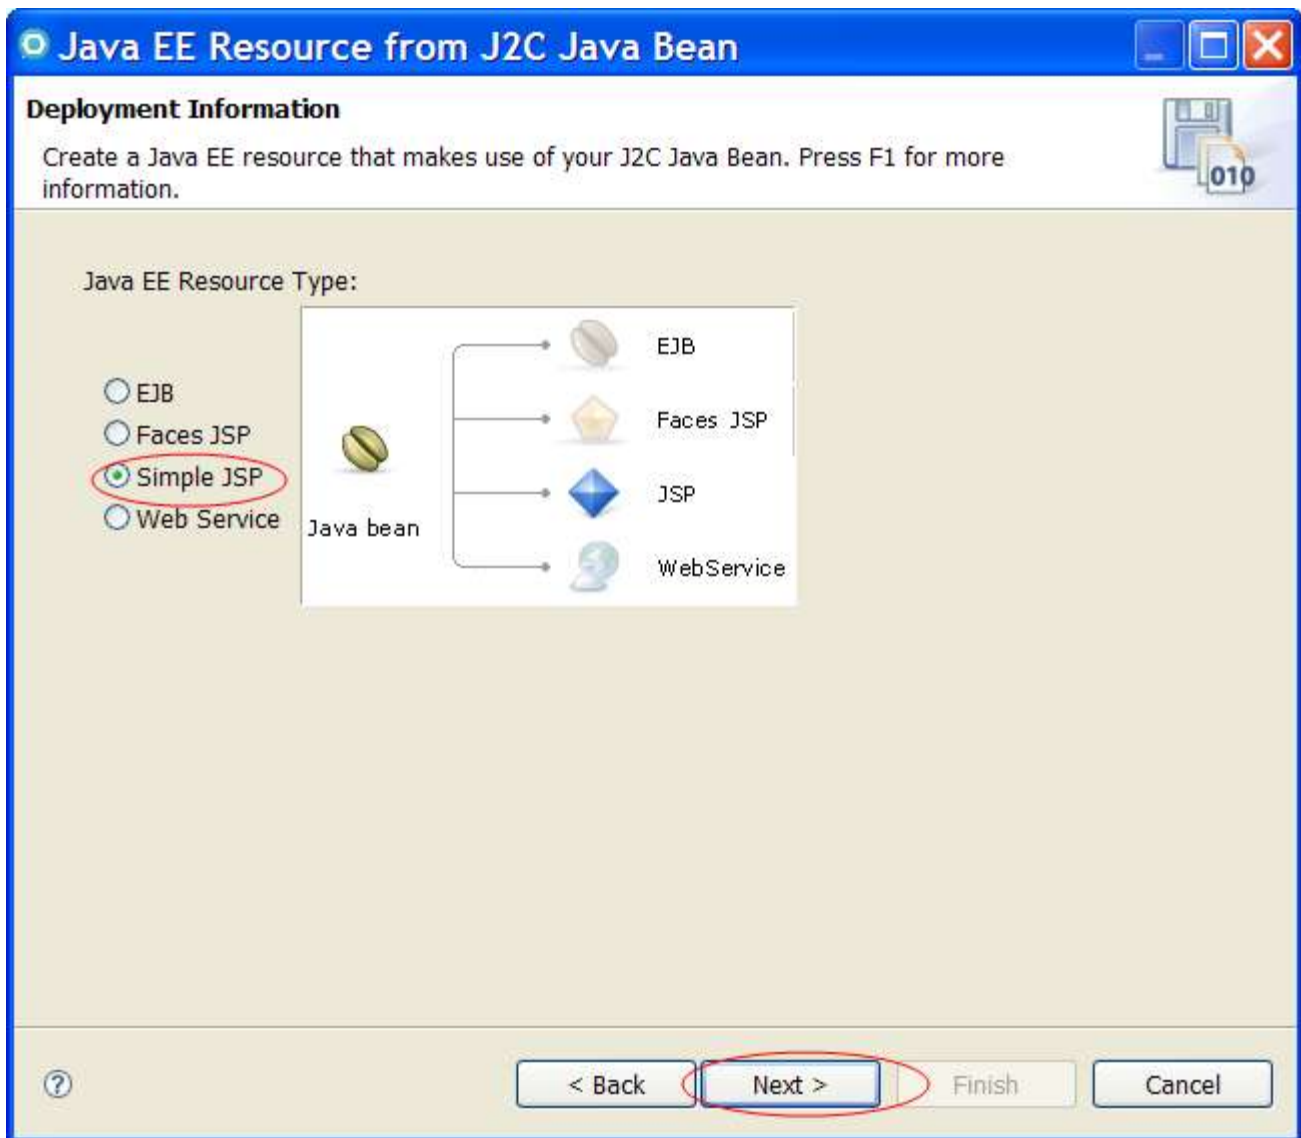 Java EE Resource from J2C Java Bean
Deployment Information
Create a Java EE resource that makes use of your J2C Java Bean. Press F1 for more
information.
010
Java EE Resource Type:
EJB
Faces JSP
Simple JSP
Web Service
Java bean
EJB
Faces JSP
JSP
WebService
?
< Back
Next >
Finish
Cancel